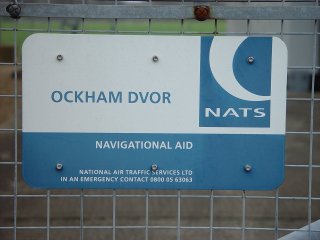 OCKHAM DVOR
NATS
NAVIGATIONAL AID
NATIONAL AIR TRAFFIC SERVICES LTD
IN AN EMERGENCY CONTACT 0800 05 63063